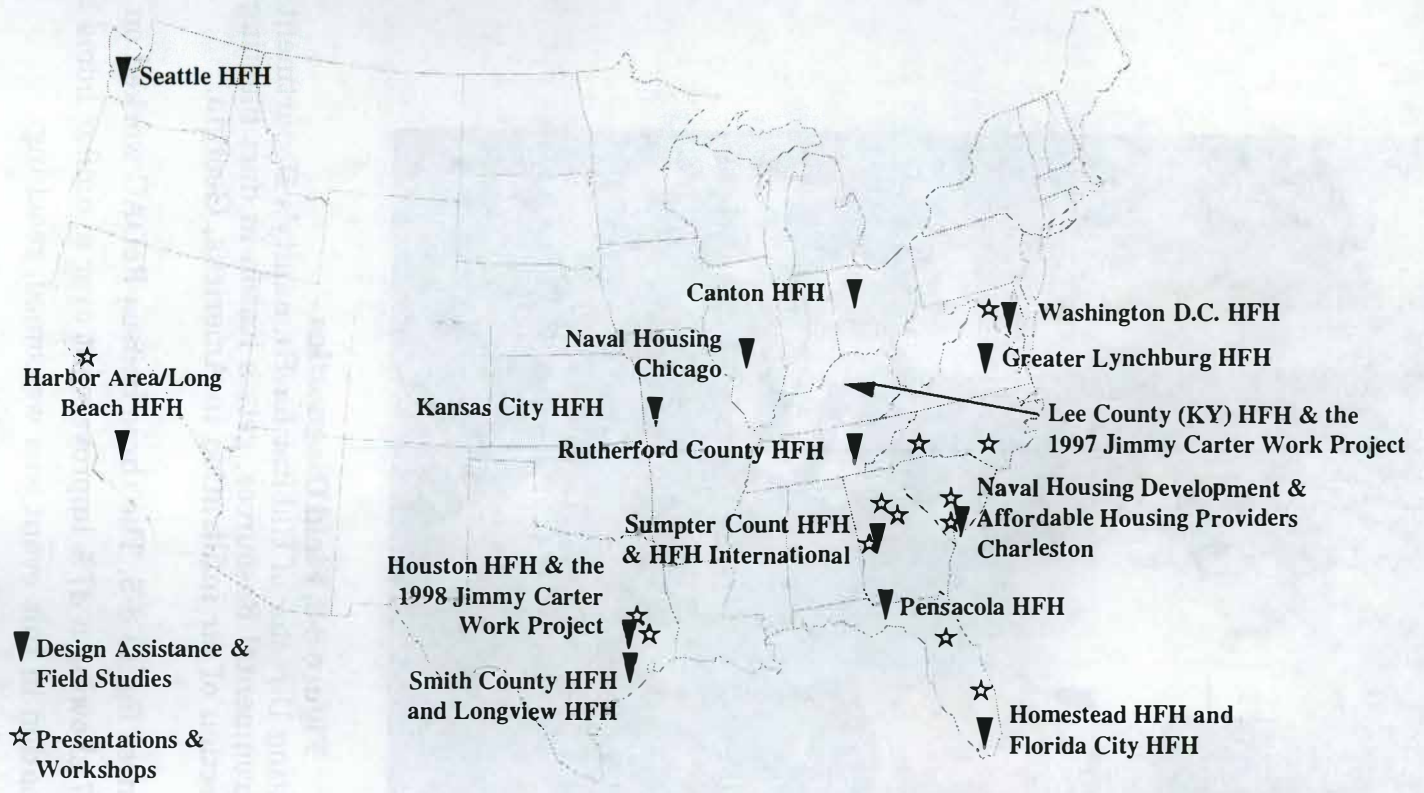 Seattle HFH
Canton HFH
Washington D.C. HFH
Naval Housing
Chicago
Greater Lynchburg HFH
Harbor Area/Long
Beach HFH
Kansas City HFH
Lee County (KY) HFH & the
1997 Jimmy Carter Work Project
Rutherford County HFH
Naval Housing Development &
Affordable Housing Providers
Charleston
Sumpter Count HFH
& HFH International
Houston HFH & the
1998 Jimmy Carter
Work Project
Pensacola HFH
Design Assistance &
Field Studies
Smith County HFH
and Longview HFH
Homestead HFH and
Florida City HFH
Presentations &
Workshops